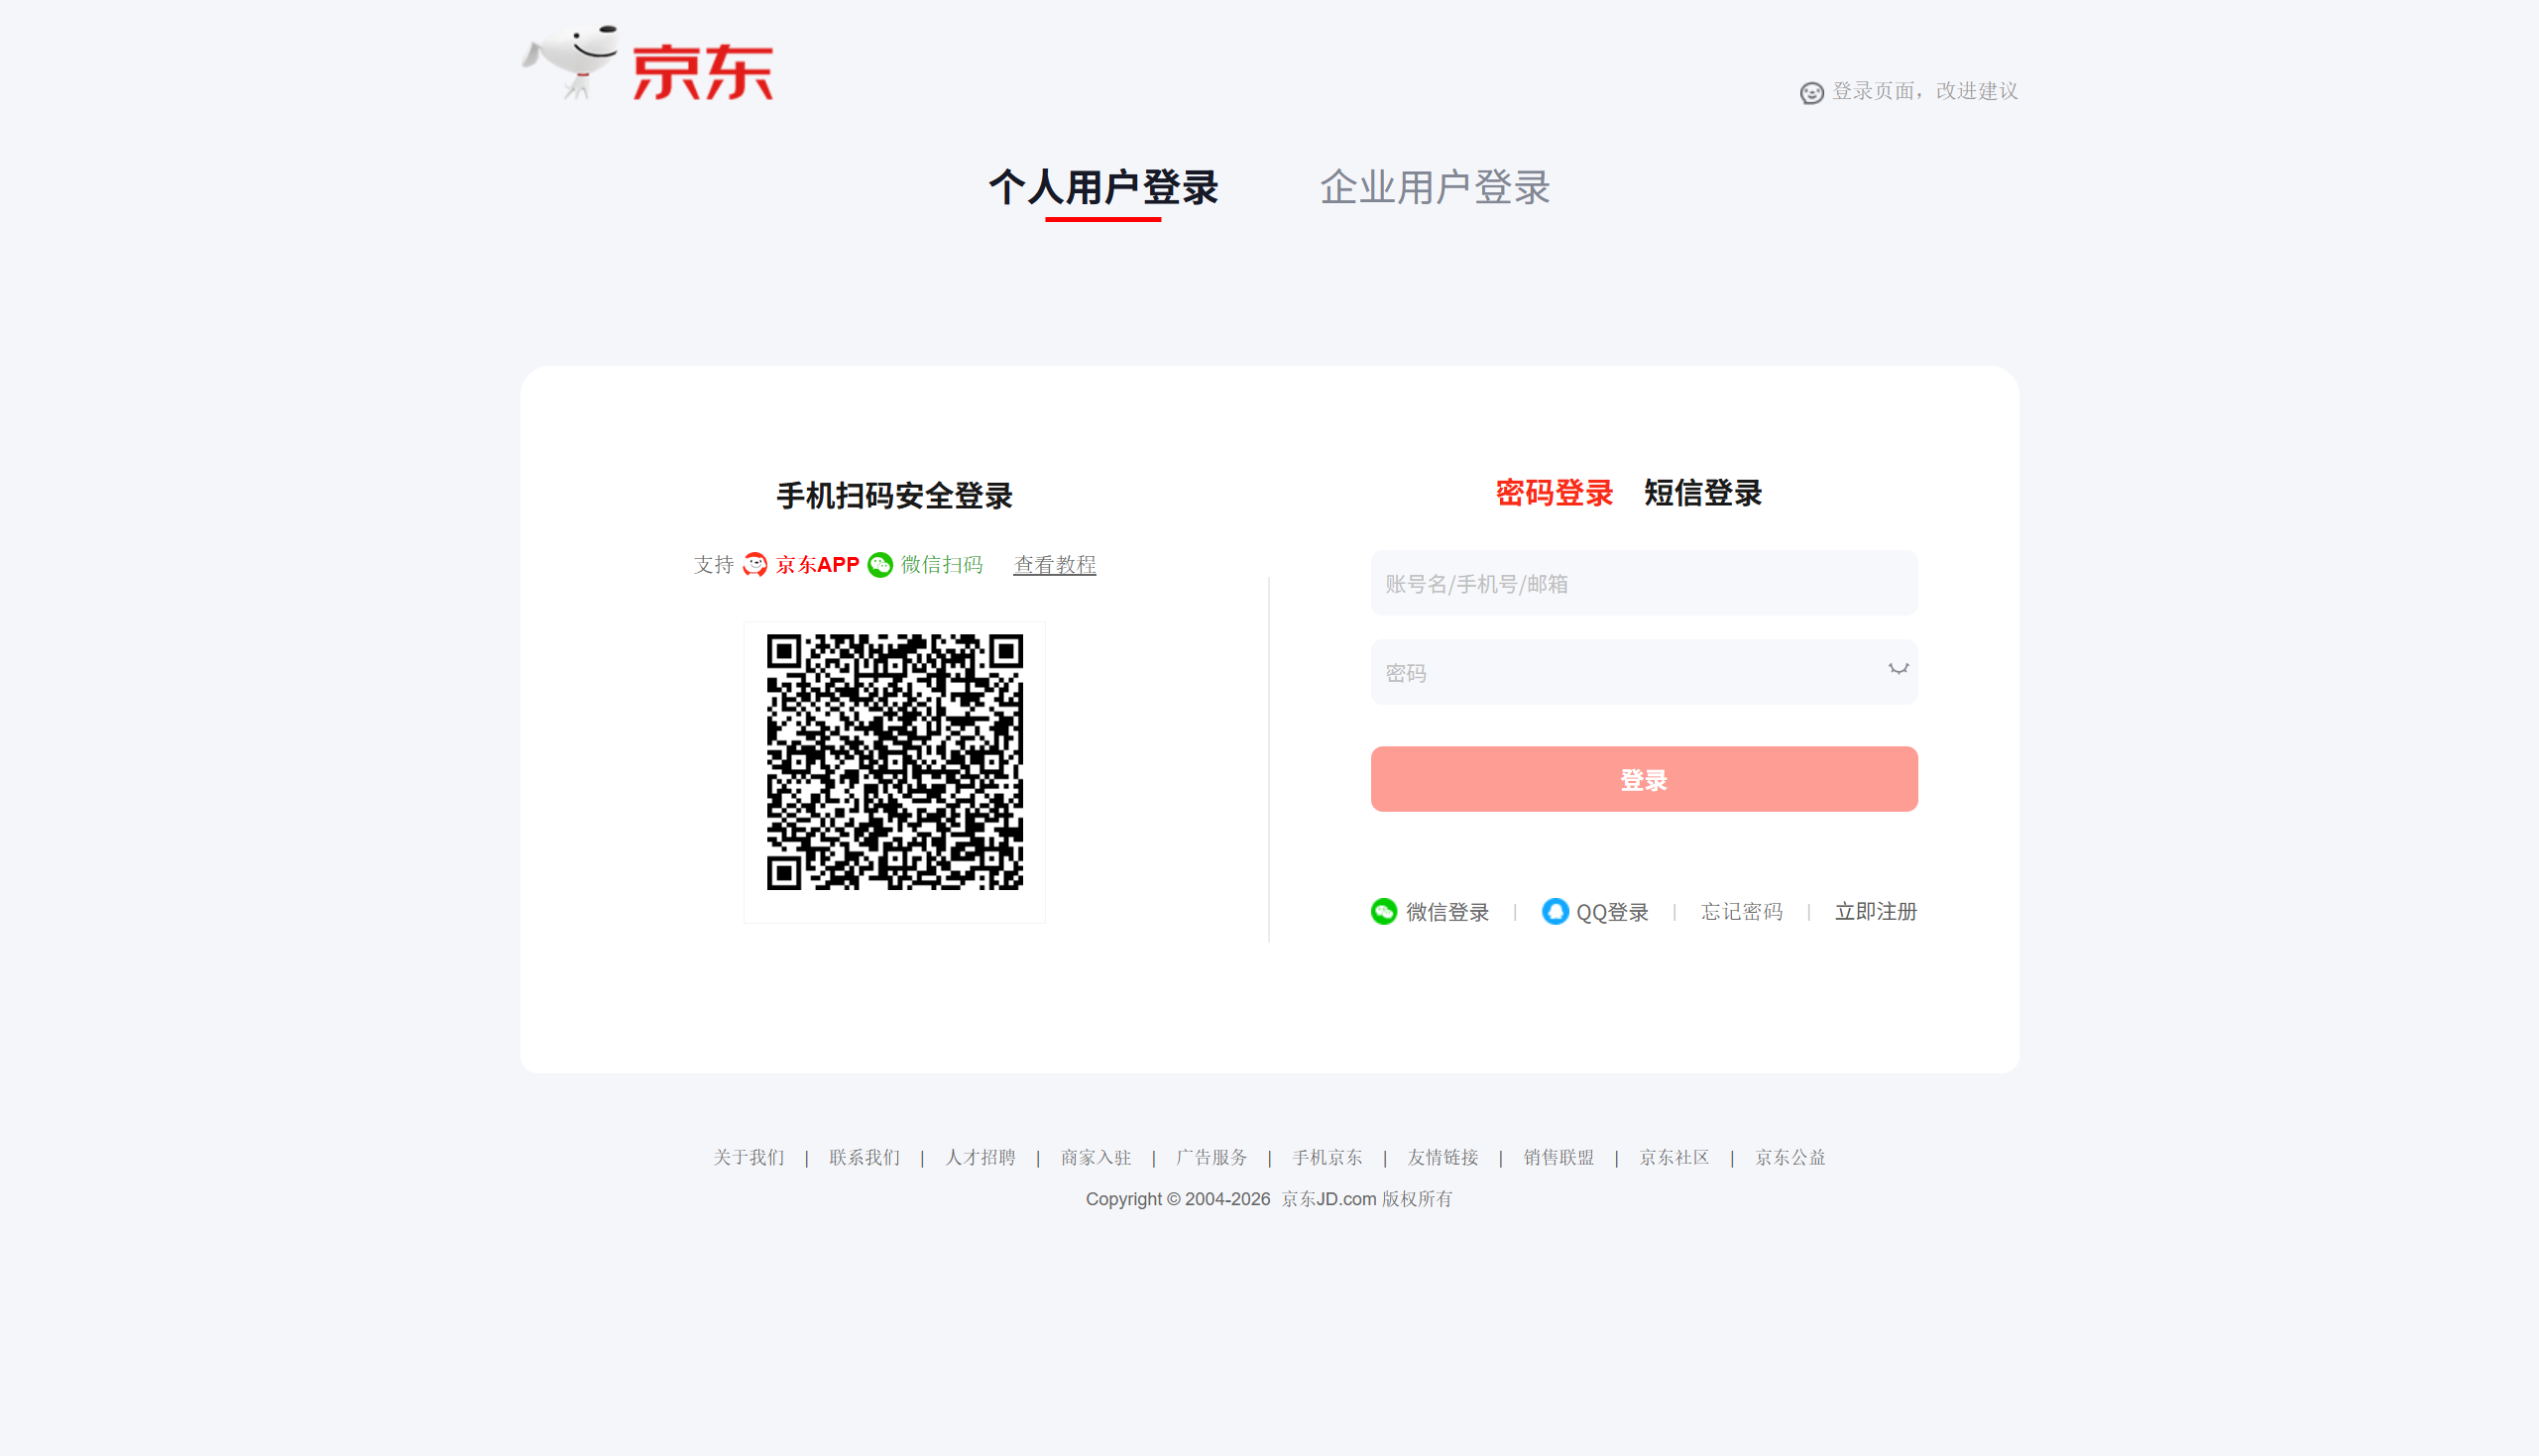 京东
登录页面，改进建议
个人用户登录 企业用户登录
手机扫码安全登录
支持 京东APP 微信扫码 查看教程
密码登录 短信登录
账号名/手机号/邮箱
密码
登录
微信登录 | QQ登录 | 忘记密码 | 立即注册
关于我们 | 联系我们 | 人才招聘 | 商家入驻 | 广告服务 | 手机京东 | 友情链接 | 销售联盟 | 京东社区 | 京东公益
Copyright © 2004-2026 京东JD.com 版权所有